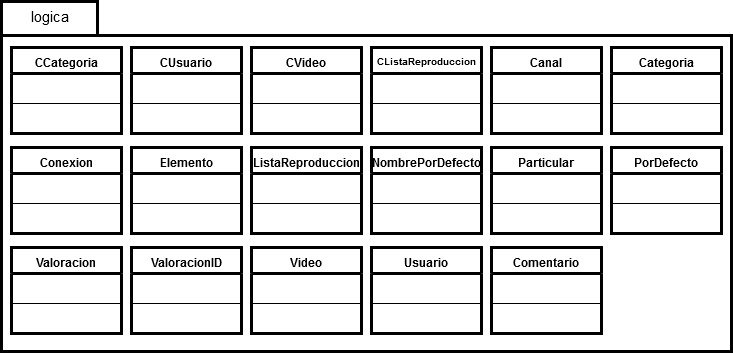 logica
CCategoria
CUsuario
CVideo
CListaReproduccion
Canal
Categoria
Conexion
Elemento
ListaReproduccion
NombrePorDefecto
Particular
PorDefecto
Valoracion
ValoracionID
Video
Usuario
Comentario